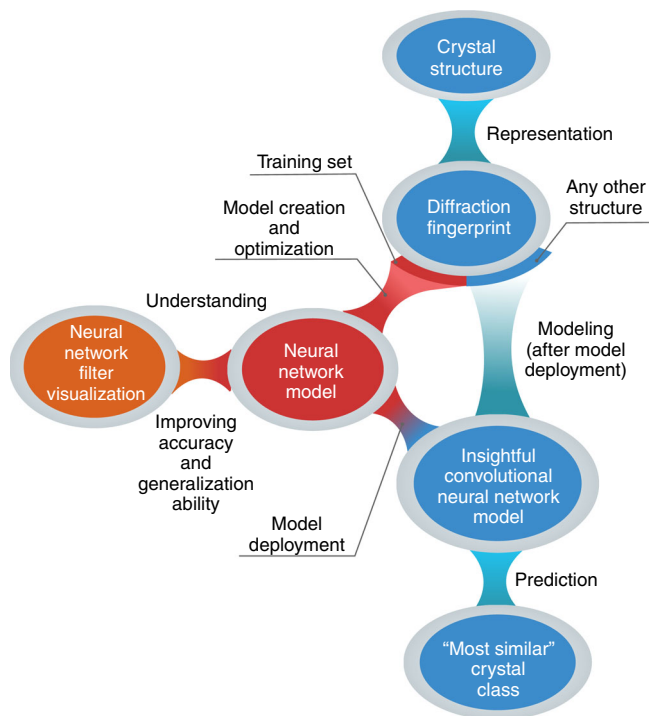 Crystal
structure
Representation
Training set
Any other
structure
Diffraction
fingerprint
Model creation
and
optimization
Understanding
Neural
network
filter
visualization
Neural
network
model
Modeling
(after model
deployment)
Improving
accuracy
and
generalization
ability
Insightful
convolutional
neural network
model
Model
deployment
Prediction
“Most similar”
crystal
class